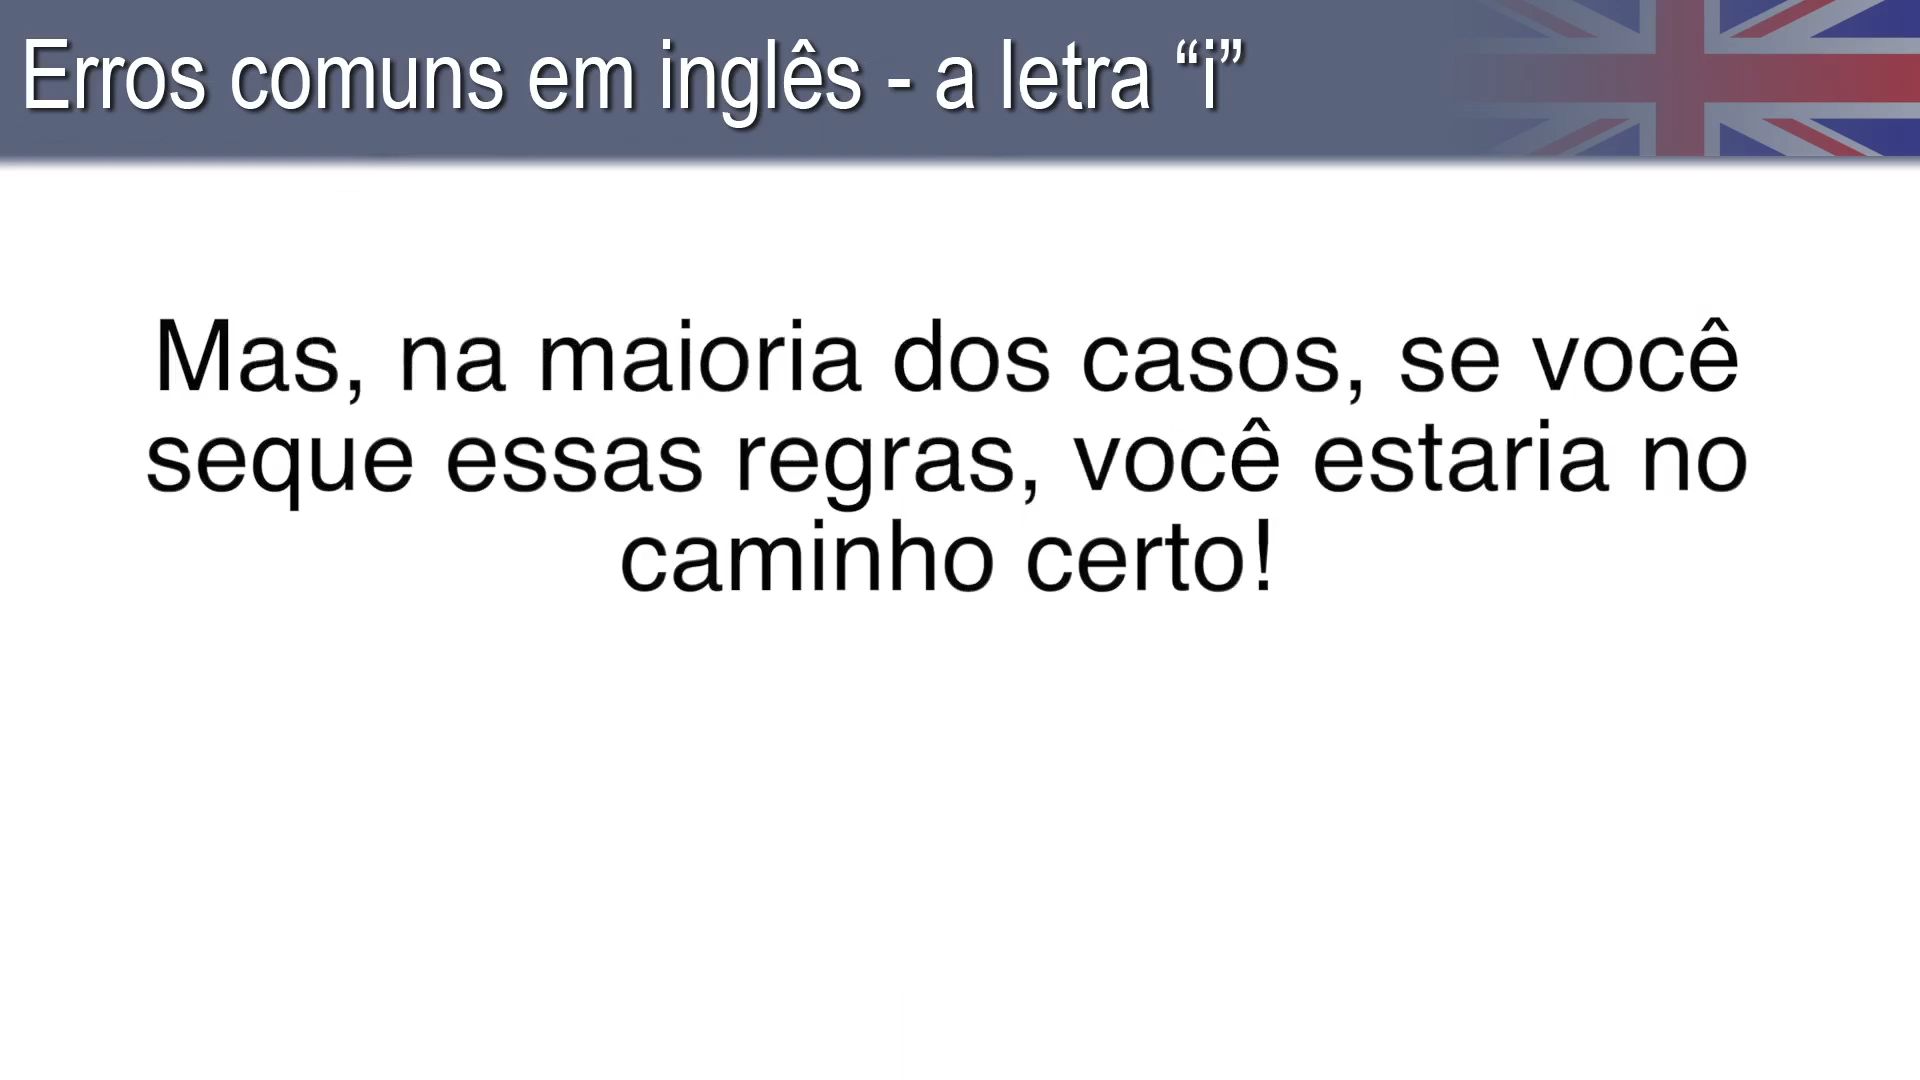 Erros comuns em inglês - a letra “i”
Mas, na maioria dos casos, se você
seque essas regras, você estaria no
caminho certo!